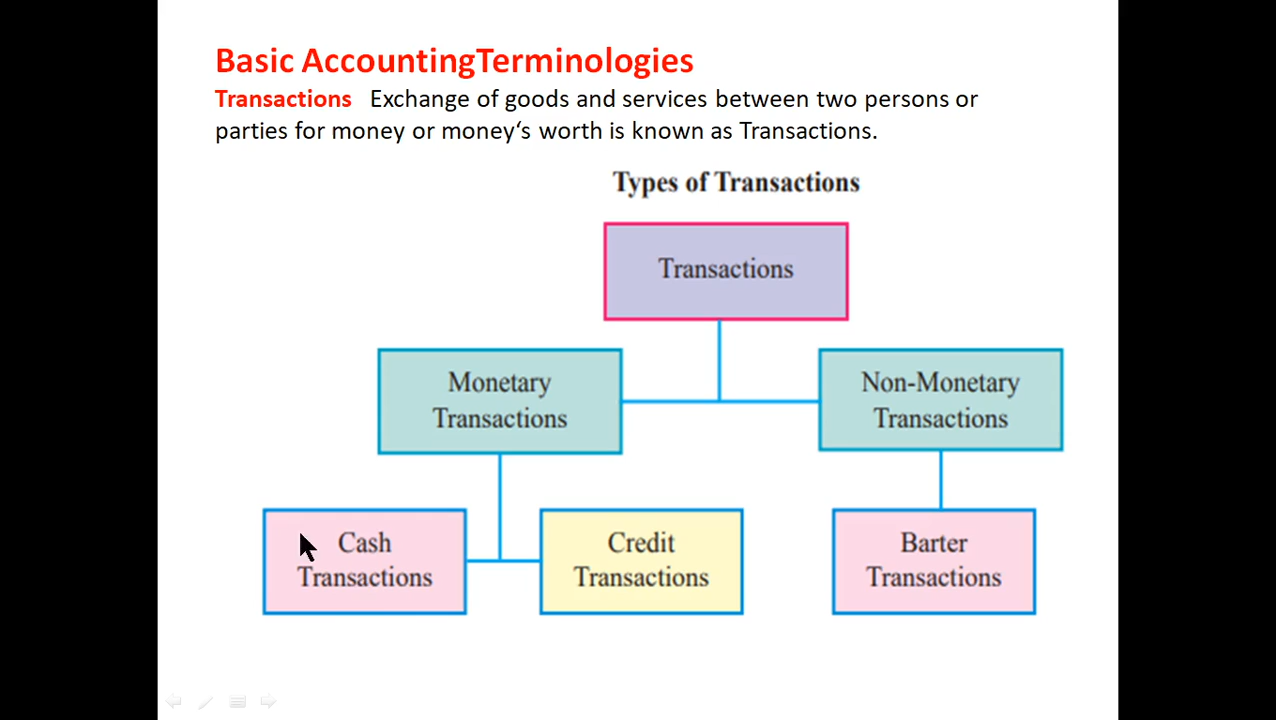 Basic AccountingTerminologies
Transactions Exchange of goods and services between two persons or
parties for money or money‘s worth is known as Transactions.
Types of Transactions
Transactions
Monetary
Transactions
Non-Monetary
Transactions
Cash
Transactions
Credit
Transactions
Barter
Transactions